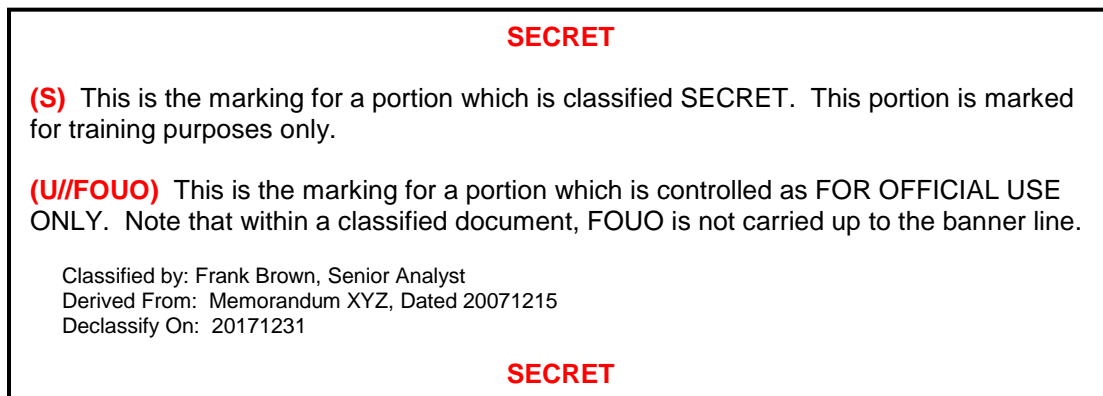 SECRET
(S) This is the marking for a portion which is classified SECRET. This portion is marked
for training purposes only.
(U//FOUO) This is the marking for a portion which is controlled as FOR OFFICIAL USE
ONLY. Note that within a classified document, FOUO is not carried up to the banner line.
Classified by: Frank Brown, Senior Analyst
Derived From: Memorandum XYZ, Dated 20071215
Declassify On: 20171231
SECRET